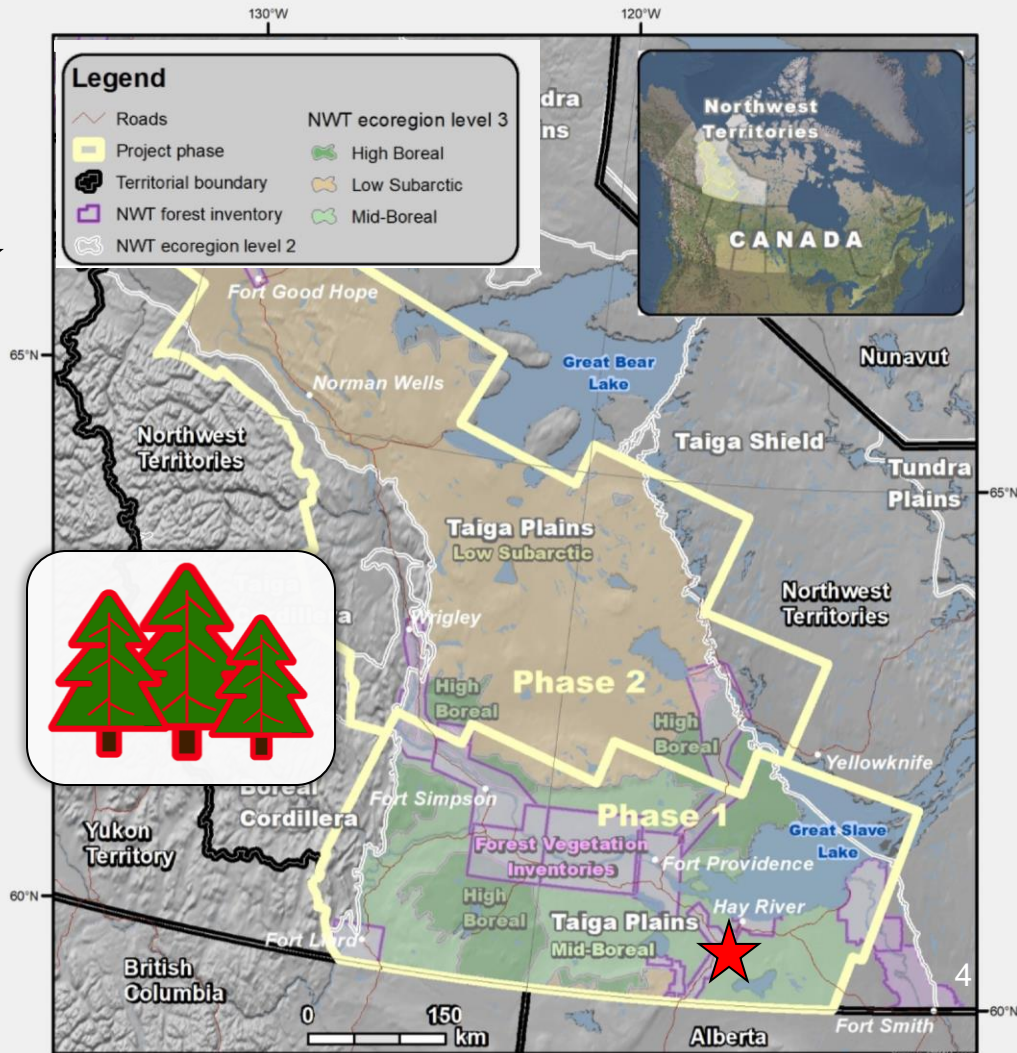 130°W
120°W
Legend
Roads
Project phase
Territorial boundary
NWT forest inventory
NWT ecoregion level 2
NWT ecoregion level 3
High Boreal
Low Subarctic
Mid-Boreal
dra
ns
Northwest
Territories
CANADA
Fort Good Hope
65°N
Great Bear
Lake
Nunavut
Norman Wells
Northwest
Territories
Taiga Shield
Tundra
Plains
65°N
Taiga Plains
Low Subarctic
Northwest
Territories
Wrigley
Phase 2
High
Boreal
High
Boreal
Yellowknife
Boreal
Cordillera
Fort Simpson
Phase 1
Yukon
Territory
Great Slave
Lake
Forest Vegetation
Inventories
Fort Providence
60°N
High
Boreal
Hay River
Taiga Plains
Mid-Boreal
Fort Liard
British
Columbia
4
0 150
km
Alberta
Fort Smith
60°N